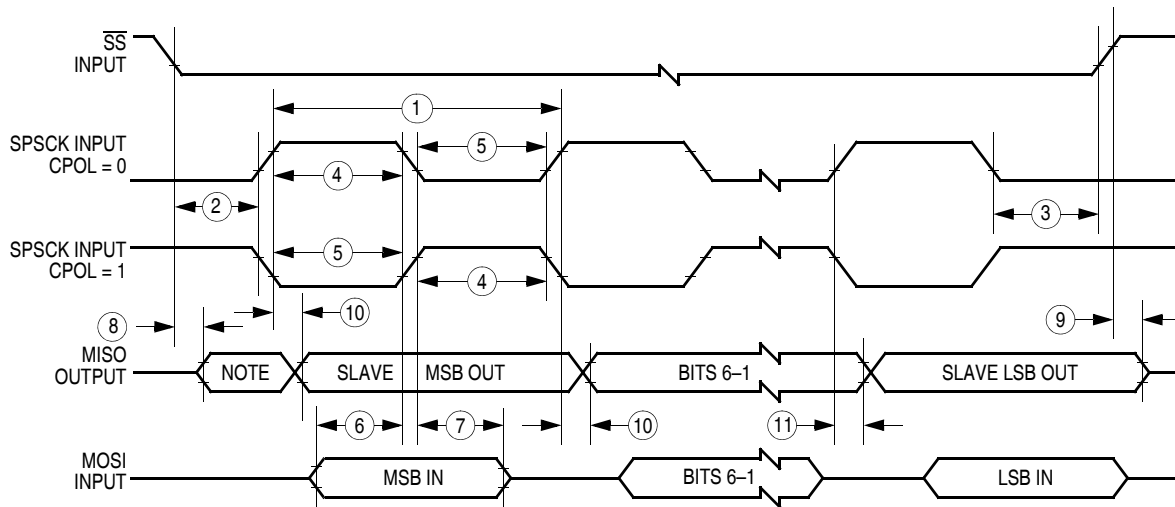 SS
INPUT
1
SPSCK INPUT
CPOL = 0
5
4
2
3
SPSCK INPUT
CPOL = 1
5
4
8
10
9
MISO
OUTPUT
NOTE
SLAVE
MSB OUT
BITS 6–1
SLAVE LSB OUT
6
7
10
11
MOSI
INPUT
MSB IN
BITS 6–1
LSB IN